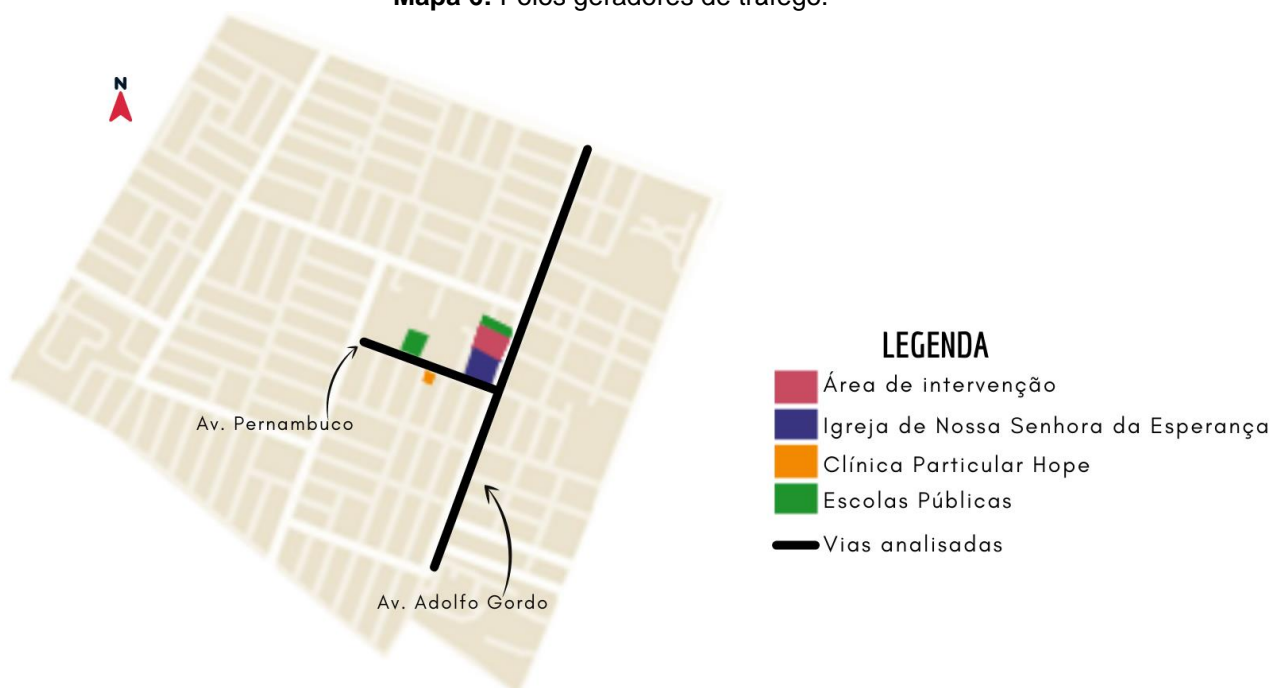 Mapa 6: Polos geradores de tráfego.
N
LEGENDA
Área de intervenção
Igreja de Nossa Senhora da Esperança
Clínica Particular Hope
Escolas Públicas
Vias analisadas
Av. Pernambuco
Av. Adolfo Gordo